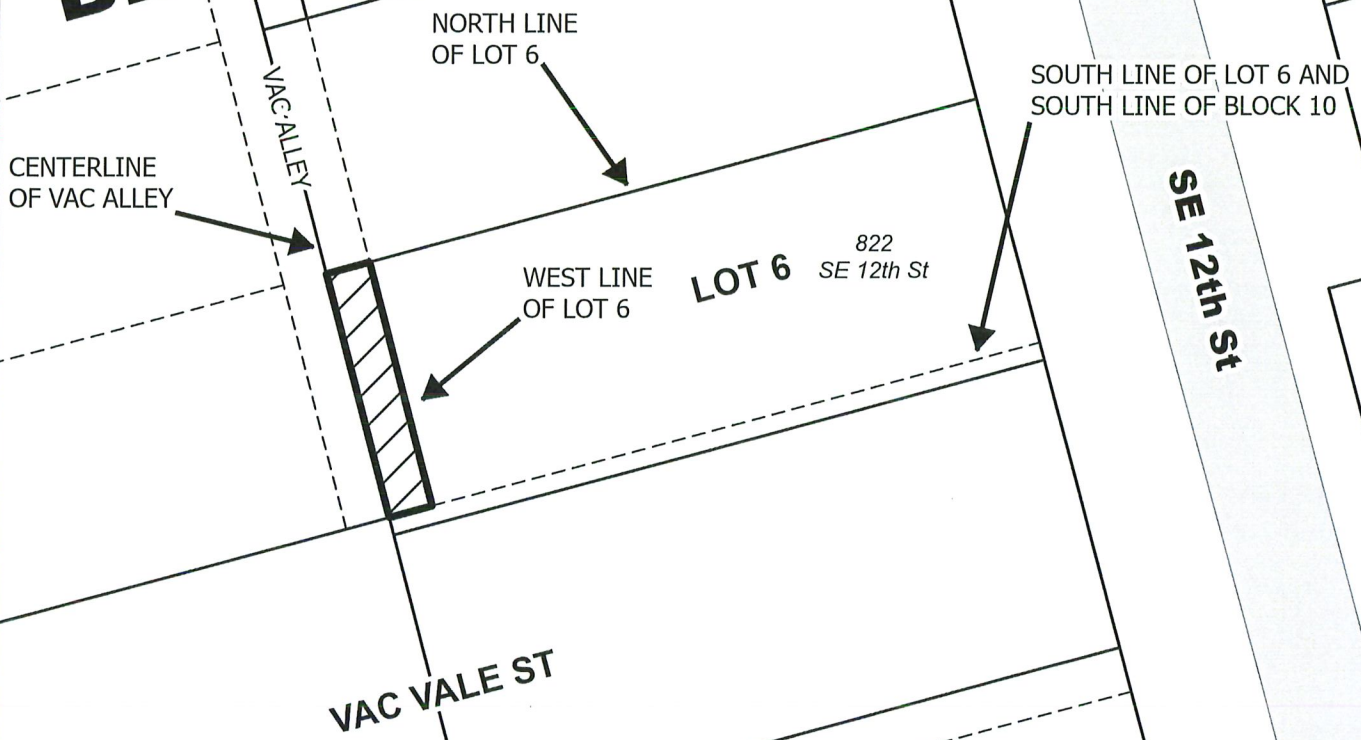 NORTH LINE
OF LOT 6
SOUTH LINE OF LOT 6 AND
SOUTH LINE OF BLOCK 10
VAC ALLEY
CENTERLINE
OF VAC ALLEY
SE 12th St
WEST LINE
OF LOT 6
LOT 6
822
SE 12th St
VAC VALE ST